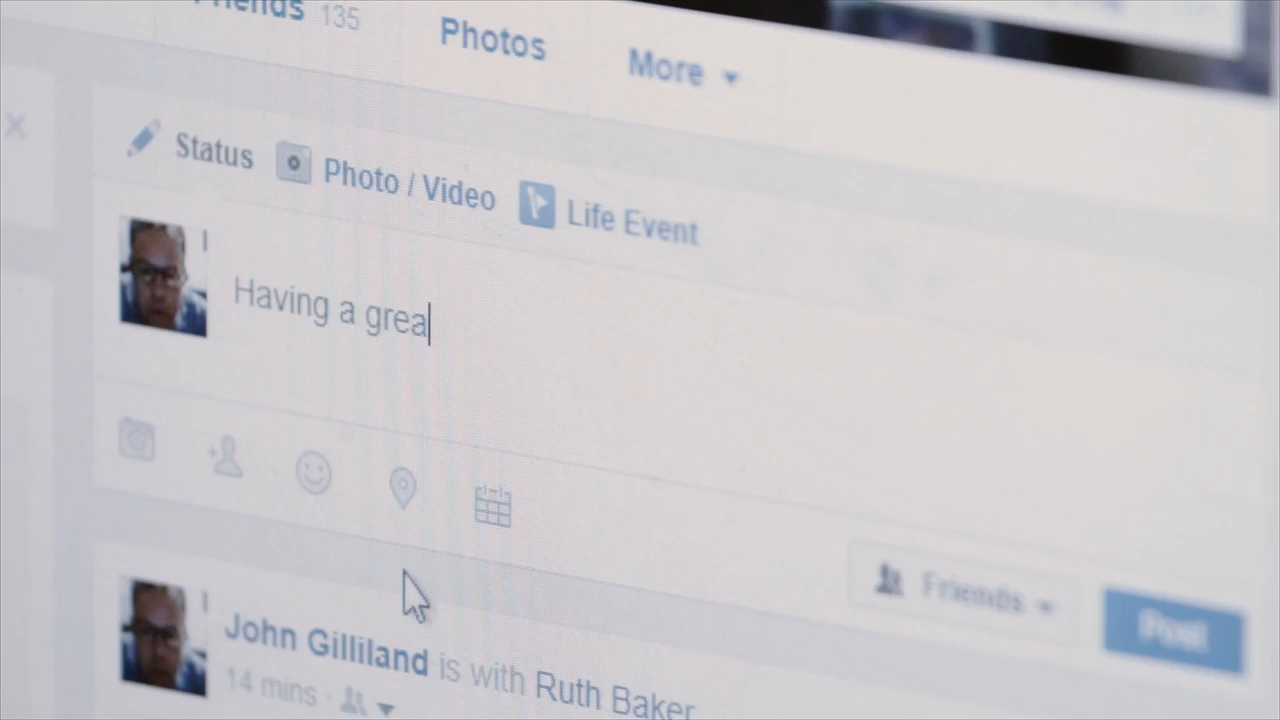 Friends 135 Photos More
Status Photo / Video Life Event
Having a grea
Friends Post
John Gilliland is with Ruth Baker
14 mins ·